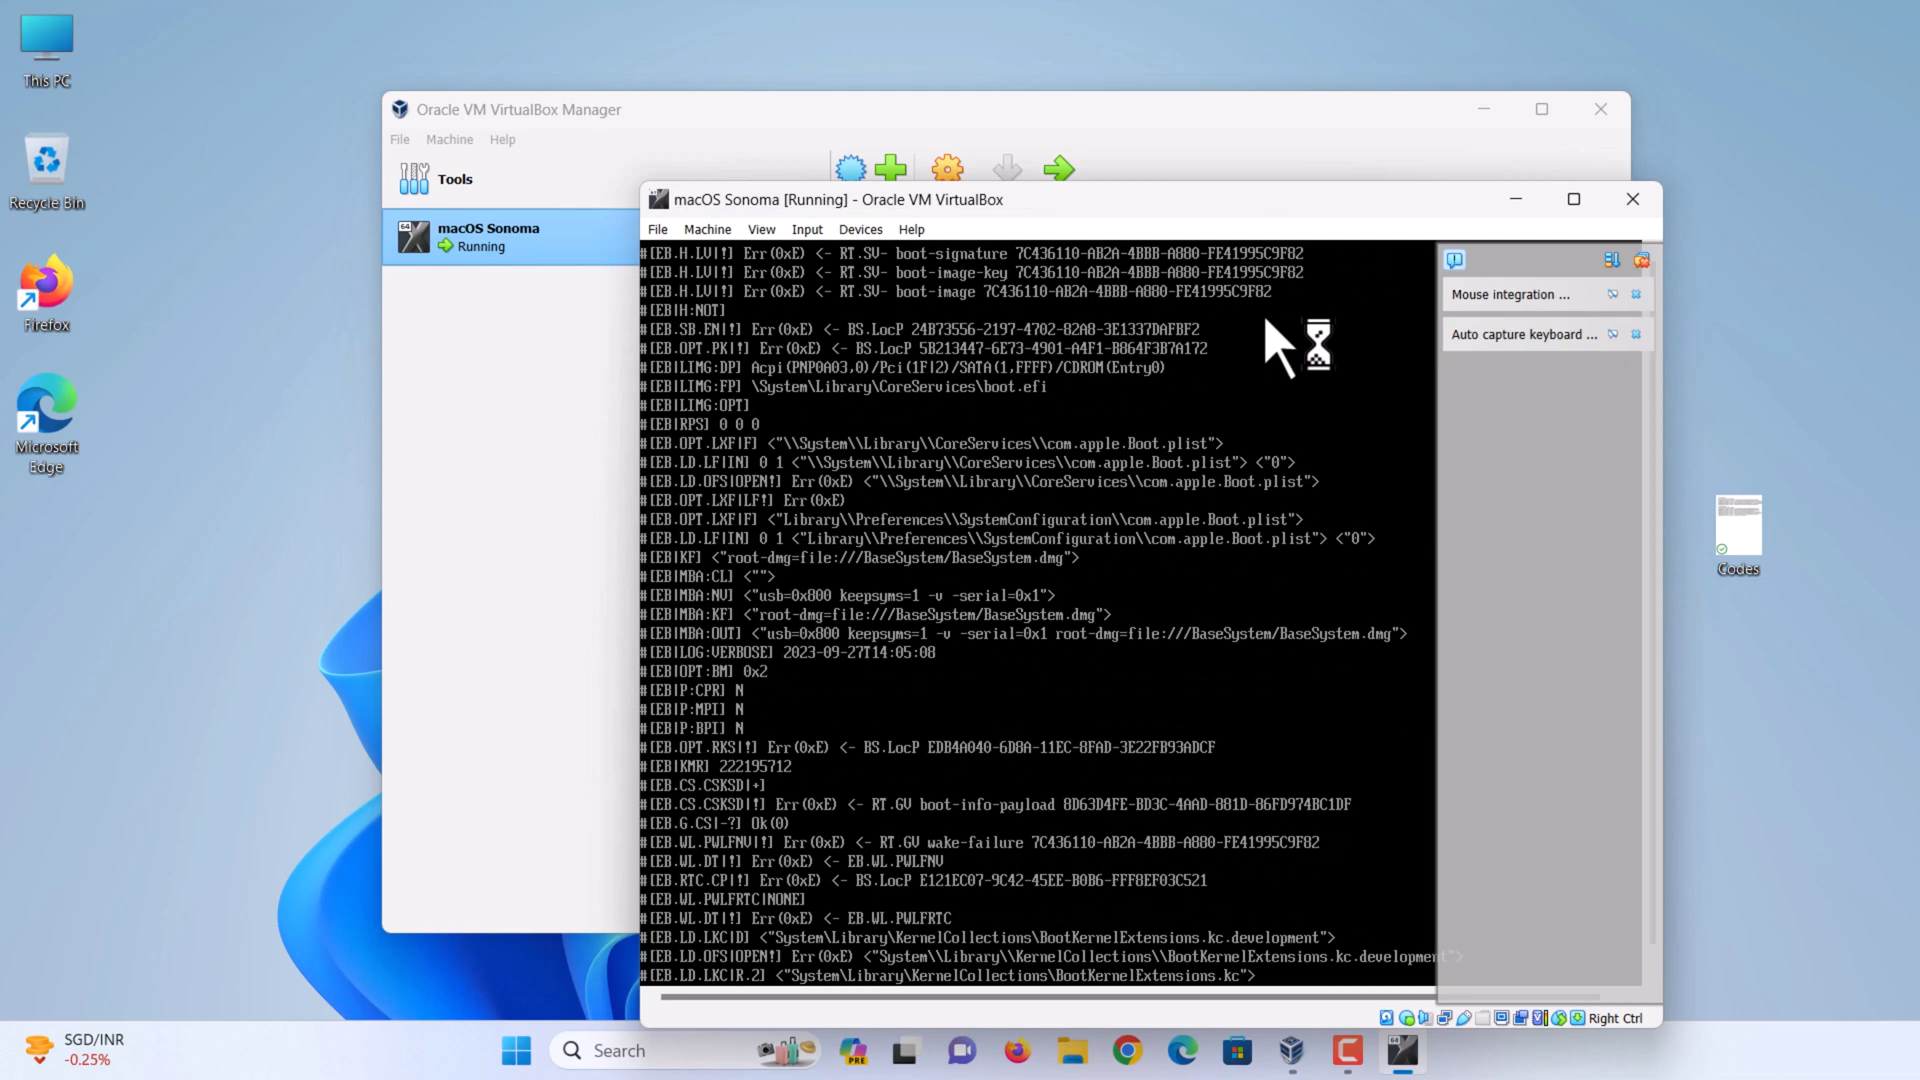 This PC
Recycle Bin
Firefox
Microsoft
Edge
Oracle VM VirtualBox Manager
File Machine Help
Tools
64
macOS Sonoma
Running
macOS Sonoma [Running] - Oracle VM VirtualBox
File Machine View Input Devices Help
#[EB.H.LV|!] Err(0xE) <- RT.SV- boot-signature 7C436110-AB2A-4BBB-A880-FE41995C9F82
#[EB.H.LV|!] Err(0xE) <- RT.SV- boot-image-key 7C436110-AB2A-4BBB-A880-FE41995C9F82
#[EB.H.LV|!] Err(0xE) <- RT.SV- boot-image 7C436110-AB2A-4BBB-A880-FE41995C9F82
#[EB|H:NOT]
#[EB.SB.EN|!] Err(0xE) <- BS.LocP 24B73556-2197-4702-82A8-3E1337DAFBF2
#[EB.OPT.PK|!] Err(0xE) <- BS.LocP 5B213447-6E73-4901-A4F1-B864F3B7A172
#[EB|LIMG:DP] Acpi(PNP0A03,0)/Pci(1F|2)/SATA(1,FFFF)/CDROM(Entry0)
#[EB|LIMG:FP] \System\Library\CoreServices\boot.efi
#[EB|LIMG:OPT]
#[EB|RPS] 0 0 0
#[EB.OPT.LXF|F] <"\\System\\Library\\CoreServices\\com.apple.Boot.plist">
#[EB.LD.LF|IN] 0 1 <"\\System\\Library\\CoreServices\\com.apple.Boot.plist"> <"0">
#[EB.LD.OFS|OPEN!] Err(0xE) <"\\System\\Library\\CoreServices\\com.apple.Boot.plist">
#[EB.OPT.LXF|LF!] Err(0xE)
#[EB.OPT.LXF|F] <"Library\\Preferences\\SystemConfiguration\\com.apple.Boot.plist">
#[EB.LD.LF|IN] 0 1 <"Library\\Preferences\\SystemConfiguration\\com.apple.Boot.plist"> <"0">
#[EB|KF] <"root-dmg=file:///BaseSystem/BaseSystem.dmg">
#[EB|MBA:CL] <"">
#[EB|MBA:NV] <"usb=0x800 keepsyms=1 -v -serial=0x1">
#[EB|MBA:KF] <"root-dmg=file:///BaseSystem/BaseSystem.dmg">
#[EB|MBA:OUT] <"usb=0x800 keepsyms=1 -v -serial=0x1 root-dmg=file:///BaseSystem/BaseSystem.dmg">
#[EB|LOG:VERBOSE] 2023-09-27T14:05:08
#[EB|OPT:BM] 0x2
#[EB|P:CPR] N
#[EB|P:MPI] N
#[EB|P:BPI] N
#[EB.OPT.RKS|!] Err(0xE) <- BS.LocP EDB4A040-6D8A-11EC-8FAD-3E22FB93ADCF
#[EB|KMR] 222195712
#[EB.CS.CSKSD|+]
#[EB.CS.CSKSD|!] Err(0xE) <- RT.GV boot-info-payload 8D63D4FE-BD3C-4AAD-881D-86FD974BC1DF
#[EB.G.CS|-?] Ok(0)
#[EB.WL.PWLFNV|!] Err(0xE) <- RT.GV wake-failure 7C436110-AB2A-4BBB-A880-FE41995C9F82
#[EB.WL.DT|!] Err(0xE) <- EB.WL.PWLFNV
#[EB.RTC.CP|!] Err(0xE) <- BS.LocP E121EC07-9C42-45EE-B0B6-FFF8EF03C521
#[EB.WL.PWLFRTC|NONE]
#[EB.WL.DT|!] Err(0xE) <- EB.WL.PWLFRTC
#[EB.LD.LKC|D] <"System\Library\KernelCollections\BootKernelExtensions.kc.development">
#[EB.LD.OFS|OPEN!] Err(0xE) <"System\\Library\\KernelCollections\\BootKernelExtensions.kc.development">
#[EB.LD.LKC|R.2] <"System\Library\KernelCollections\BootKernelExtensions.kc">
Mouse integration ...
Auto capture keyboard ...
Right Ctrl
Codes
SGD/INR
-0.25%
Search
PRE
64